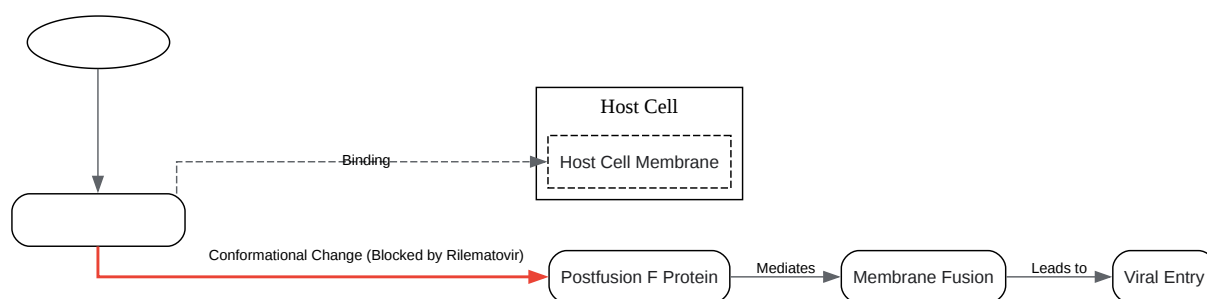 Host Cell
Binding
Host Cell Membrane
Conformational Change (Blocked by Rilematovir)
Postfusion F Protein
Mediates
Membrane Fusion
Leads to
Viral Entry